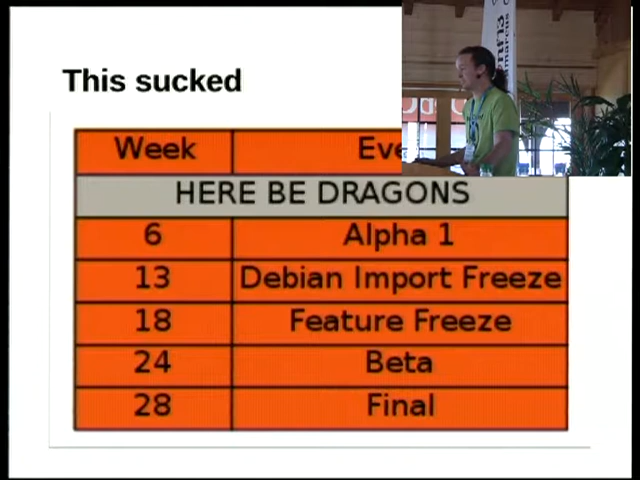 This sucked
Week
HERE BE DRAGONS
6 Alpha 1
13 Debian Import Freeze
18 Feature Freeze
24 Beta
28 Final